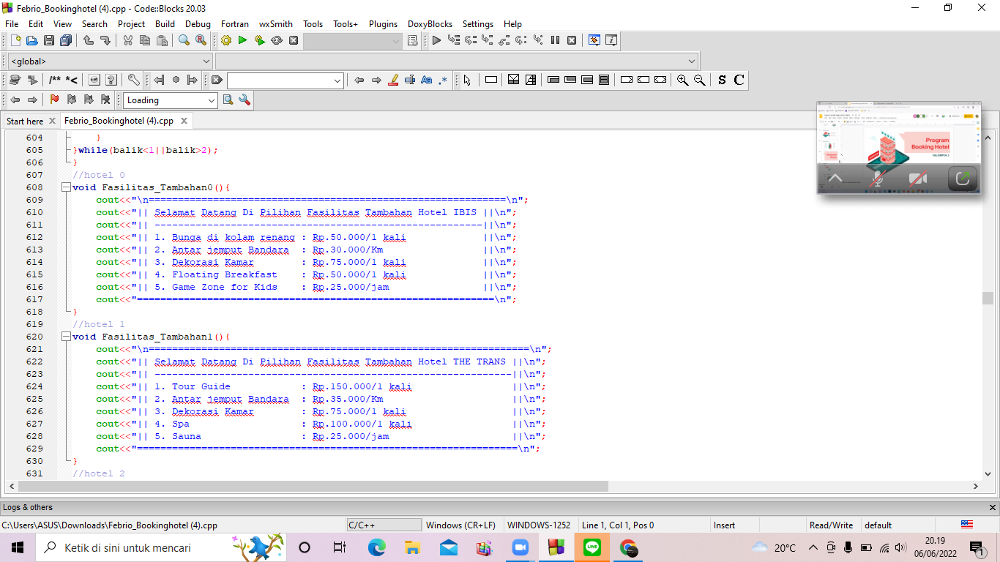 Febrio_Bookinghotel (4).cpp - Code::Blocks 20.03
File Edit View Search Project Build Debug Fortran wxSmith Tools Tools+ Plugins DoxyBlocks Settings Help
<global>
/** *< Aa .* S C
Loading
Start here Febrio_Bookinghotel (4).cpp
604 }
605 }while(balik<1||balik>2);
606 }
607 //hotel 0
608 void Fasilitas_Tambahan0(){
609 cout<<"\n=============================================================\n";
610 cout<<"|| Selamat Datang Di Pilihan Fasilitas Tambahan Hotel IBIS ||\n";
611 cout<<"|| --------------------------------------------------------||\n";
612 cout<<"|| 1. Bunga di kolam renang : Rp.50.000/1 kali             ||\n";
613 cout<<"|| 2. Antar jemput Bandara  : Rp.30.000/Km                 ||\n";
614 cout<<"|| 3. Dekorasi Kamar        : Rp.75.000/1 kali             ||\n";
615 cout<<"|| 4. Floating Breakfast    : Rp.50.000/1 kali             ||\n";
616 cout<<"|| 5. Game Zone for Kids    : Rp.25.000/jam                ||\n";
617 cout<<"=============================================================\n";
618 }
619 //hotel 1
620 void Fasilitas_Tambahan1(){
621 cout<<"\n=================================================================\n";
622 cout<<"|| Selamat Datang Di Pilihan Fasilitas Tambahan Hotel THE TRANS ||\n";
623 cout<<"|| -------------------------------------------------------------||\n";
624 cout<<"|| 1. Tour Guide            : Rp.150.000/1 kali                 ||\n";
625 cout<<"|| 2. Antar jemput Bandara  : Rp.35.000/Km                      ||\n";
626 cout<<"|| 3. Dekorasi Kamar        : Rp.75.000/1 kali                  ||\n";
627 cout<<"|| 4. Spa                   : Rp.100.000/1 kali                 ||\n";
628 cout<<"|| 5. Sauna                 : Rp.25.000/jam                     ||\n";
629 cout<<"=================================================================\n";
630 }
631 //hotel 2
Program
Booking Hotel
KELOMPOK 2
Logs & others
C:\Users\ASUS\Downloads\Febrio_Bookinghotel (4).cpp C/C++ Windows (CR+LF) WINDOWS-1252 Line 1, Col 1, Pos 0 Insert Read/Write default
Ketik di sini untuk mencari
LINE
20°C
20.19
06/06/2022
1